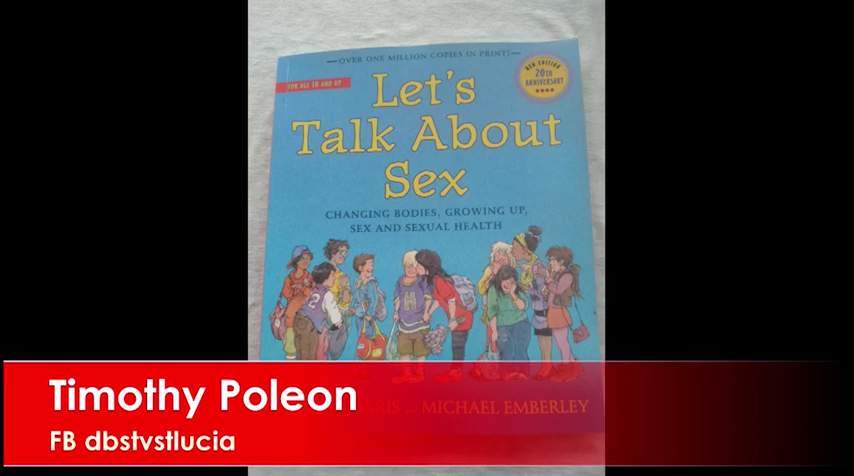 OVER ONE MILLION COPIES IN PRINT!
FOR AGE 10 AND UP
NEW EDITION
20TH
ANNIVERSARY
Let's
Talk About
Sex
CHANGING BODIES, GROWING UP,
SEX AND SEXUAL HEALTH
MICHAEL EMBERLEY
Timothy Poleon
FB dbstvstlucia